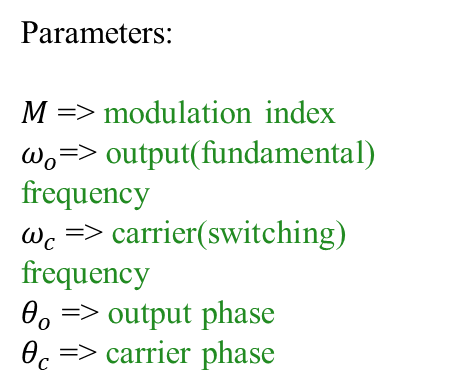 Parameters:
M => modulation index
ωₒ=> output(fundamental)
frequency
ω𝑐 => carrier(switching)
frequency
θₒ => output phase
θ𝑐 => carrier phase